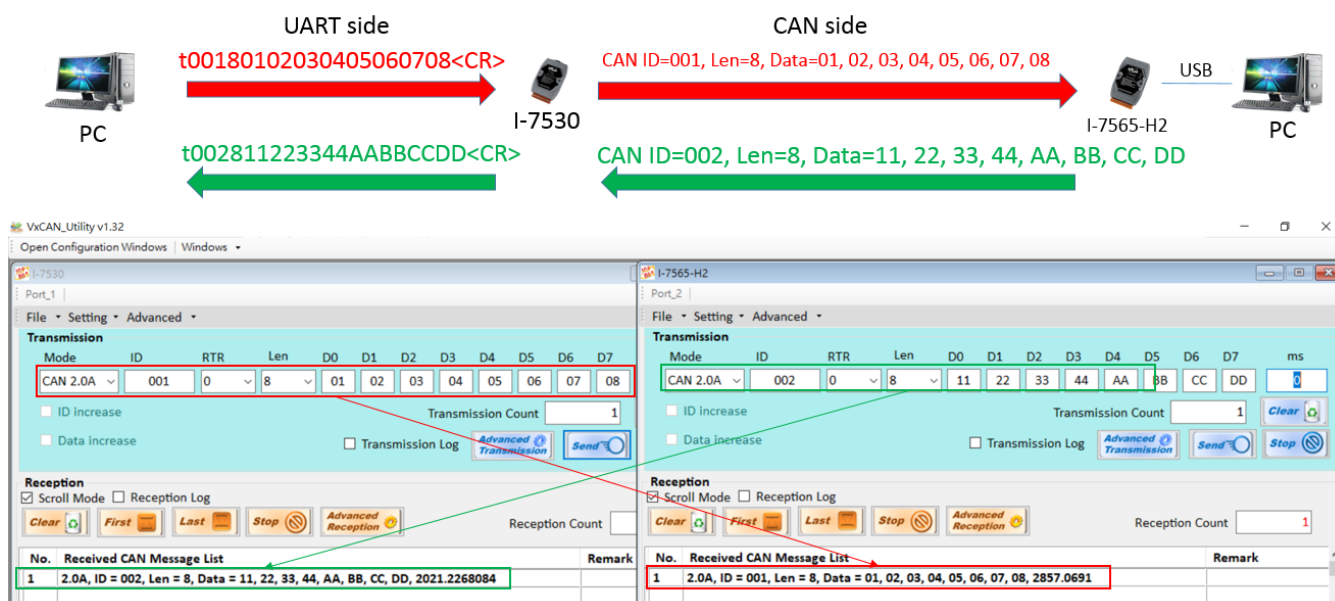 UART side
CAN side
t00180102030405060708<CR>
CAN ID=001, Len=8, Data=01, 02, 03, 04, 05, 06, 07, 08
USB
PC
I-7530
I-7565-H2
PC
t002811223344AABBCCDD<CR>
CAN ID=002, Len=8, Data=11, 22, 33, 44, AA, BB, CC, DD
VxCAN_Utility v1.32
Open Configuration Windows Windows
I-7530
Port_1
File Setting Advanced
Transmission
Mode ID RTR Len D0 D1 D2 D3 D4 D5 D6 D7
CAN 2.0A 001 0 8 01 02 03 04 05 06 07 08
ID increase
Transmission Count 1
Data increase
Transmission Log Advanced Transmission Send
Reception
Scroll Mode Reception Log
Clear First Last Stop Advanced Reception Reception Count
No. Received CAN Message List Remark
1 2.0A, ID = 002, Len = 8, Data = 11, 22, 33, 44, AA, BB, CC, DD, 2021.2268084
I-7565-H2
Port_2
File Setting Advanced
Transmission
Mode ID RTR Len D0 D1 D2 D3 D4 D5 D6 D7 ms
CAN 2.0A 002 0 8 11 22 33 44 AA BB CC DD 0
ID increase
Transmission Count 1 Clear
Data increase
Transmission Log Advanced Transmission Send Stop
Reception
Scroll Mode Reception Log
Clear First Last Stop Advanced Reception Reception Count 1
No. Received CAN Message List Remark
1 2.0A, ID = 001, Len = 8, Data = 01, 02, 03, 04, 05, 06, 07, 08, 2857.0691